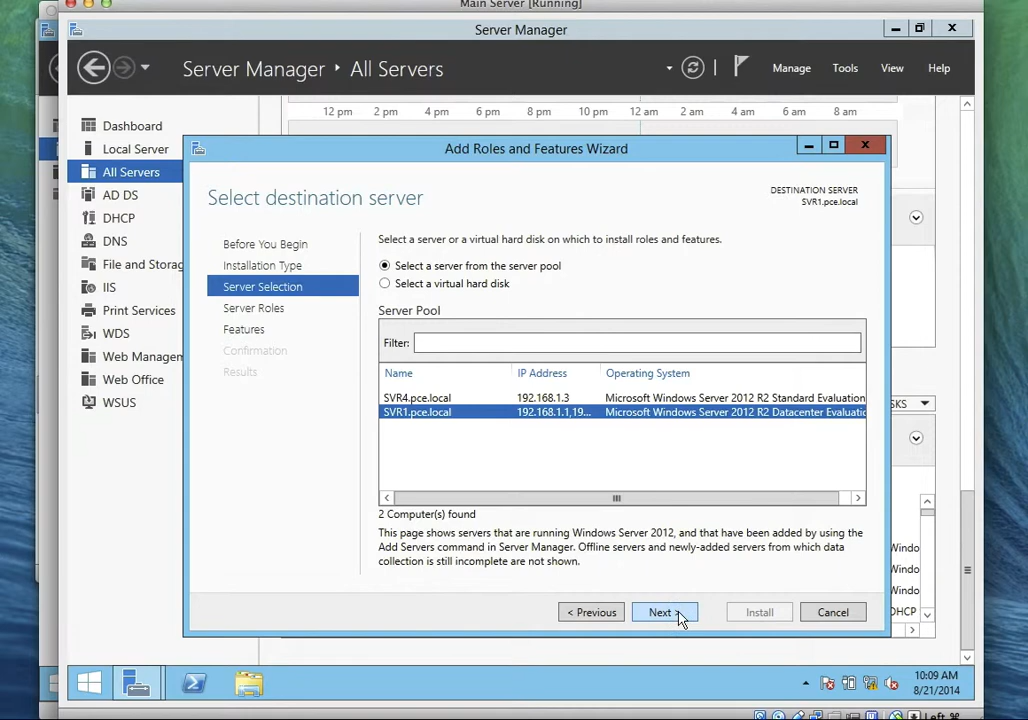 Main Server [Running]
Server Manager
Server Manager ▸ All Servers
Manage Tools View Help
12 pm 2 pm 4 pm 6 pm 8 pm 10 pm 12 am 2 am 4 am 6 am 8 am
Dashboard
Local Server
All Servers
AD DS
DHCP
DNS
File and Storag
IIS
Print Services
WDS
Web Managem
Web Office
WSUS
Add Roles and Features Wizard
Select destination server
DESTINATION SERVER
SVR1.pce.local
Before You Begin
Installation Type
Server Selection
Server Roles
Features
Confirmation
Results
Select a server or a virtual hard disk on which to install roles and features.
Select a server from the server pool
Select a virtual hard disk
Server Pool
Filter:
Name IP Address Operating System
SVR4.pce.local 192.168.1.3 Microsoft Windows Server 2012 R2 Standard Evaluation
SVR1.pce.local 192.168.1.1,19... Microsoft Windows Server 2012 R2 Datacenter Evaluatic
2 Computer(s) found
This page shows servers that are running Windows Server 2012, and that have been added by using the
Add Servers command in Server Manager. Offline servers and newly-added servers from which data
collection is still incomplete are not shown.
< Previous Next > Install Cancel
SKS
Windo
Windo
Windo
DHCP
10:09 AM
8/21/2014
Left ⌘